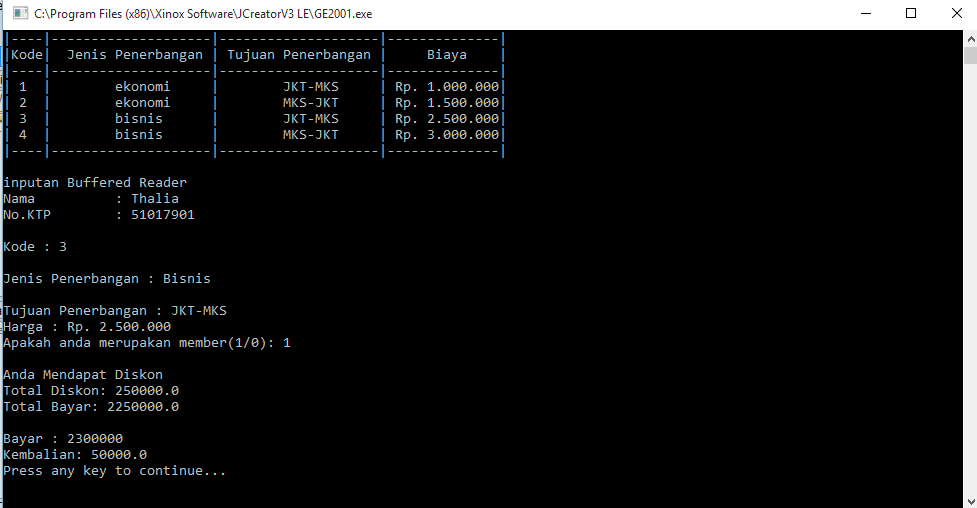 C:\Program Files (x86)\Xinox Software\JCreatorV3 LE\GE2001.exe
|----|--------------------|--------------------|--------------|
|Kode|  Jenis Penerbangan | Tujuan Penerbangan |     Biaya    |
|----|--------------------|--------------------|--------------|
| 1  |        ekonomi     |        JKT-MKS     | Rp. 1.000.000|
| 2  |        ekonomi     |        MKS-JKT     | Rp. 1.500.000|
| 3  |        bisnis      |        JKT-MKS     | Rp. 2.500.000|
| 4  |        bisnis      |        MKS-JKT     | Rp. 3.000.000|
|----|--------------------|--------------------|--------------|
inputan Buffered Reader
Nama          : Thalia
No.KTP        : 51017901
Kode : 3
Jenis Penerbangan : Bisnis
Tujuan Penerbangan : JKT-MKS
Harga : Rp. 2.500.000
Apakah anda merupakan member(1/0): 1
Anda Mendapat Diskon
Total Diskon: 250000.0
Total Bayar: 2250000.0
Bayar : 2300000
Kembalian: 50000.0
Press any key to continue...